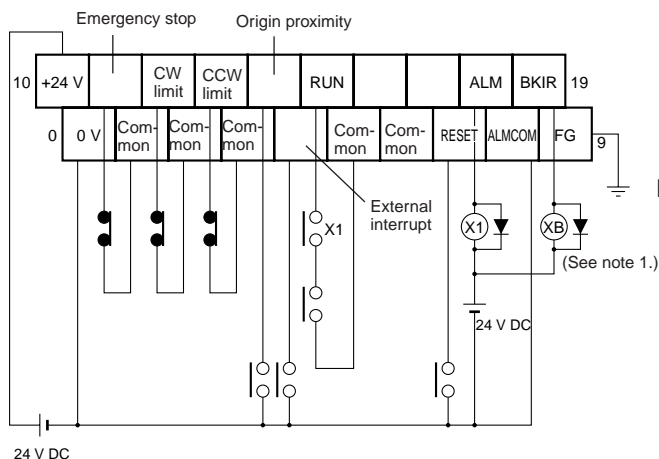 Emergency stop
Origin proximity
10 +24 V CW limit CCW limit RUN ALM BKIR 19
0 0 V Com- mon Com- mon Com- mon Com- mon Com- mon RESET ALMCOM FG 9
External interrupt
X1
X1
XB
(See note 1.)
24 V DC
24 V DC